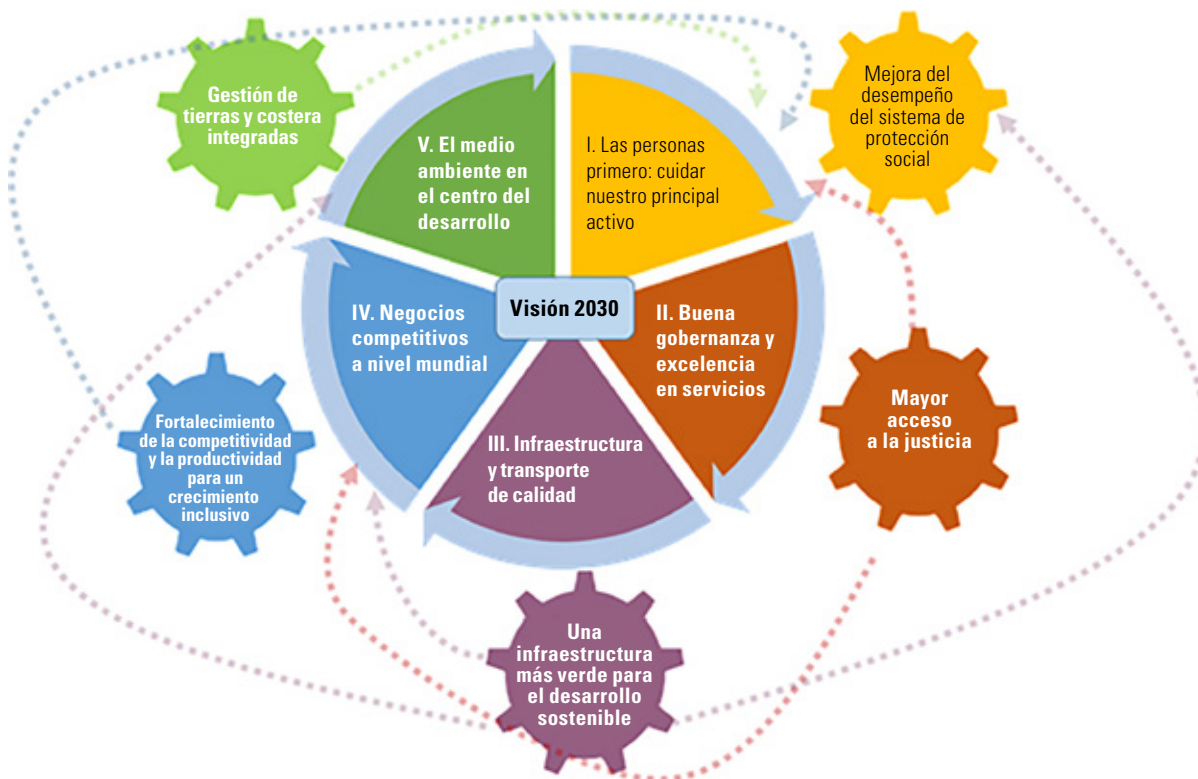 Gestión de
tierras y costera
integradas
Mejora del
desempeño
del sistema de
protección
social
V. El medio
ambiente en
el centro del
desarrollo
I. Las personas
primero: cuidar
nuestro principal
activo
Visión 2030
IV. Negocios
competitivos
a nivel mundial
II. Buena
gobernanza y
excelencia
en servicios
III. Infraestructura
y transporte
de calidad
Fortalecimiento
de la competitividad
y la productividad
para un
crecimiento
inclusivo
Mayor
acceso
a la justicia
Una
infraestructura
más verde para
el desarrollo
sostenible